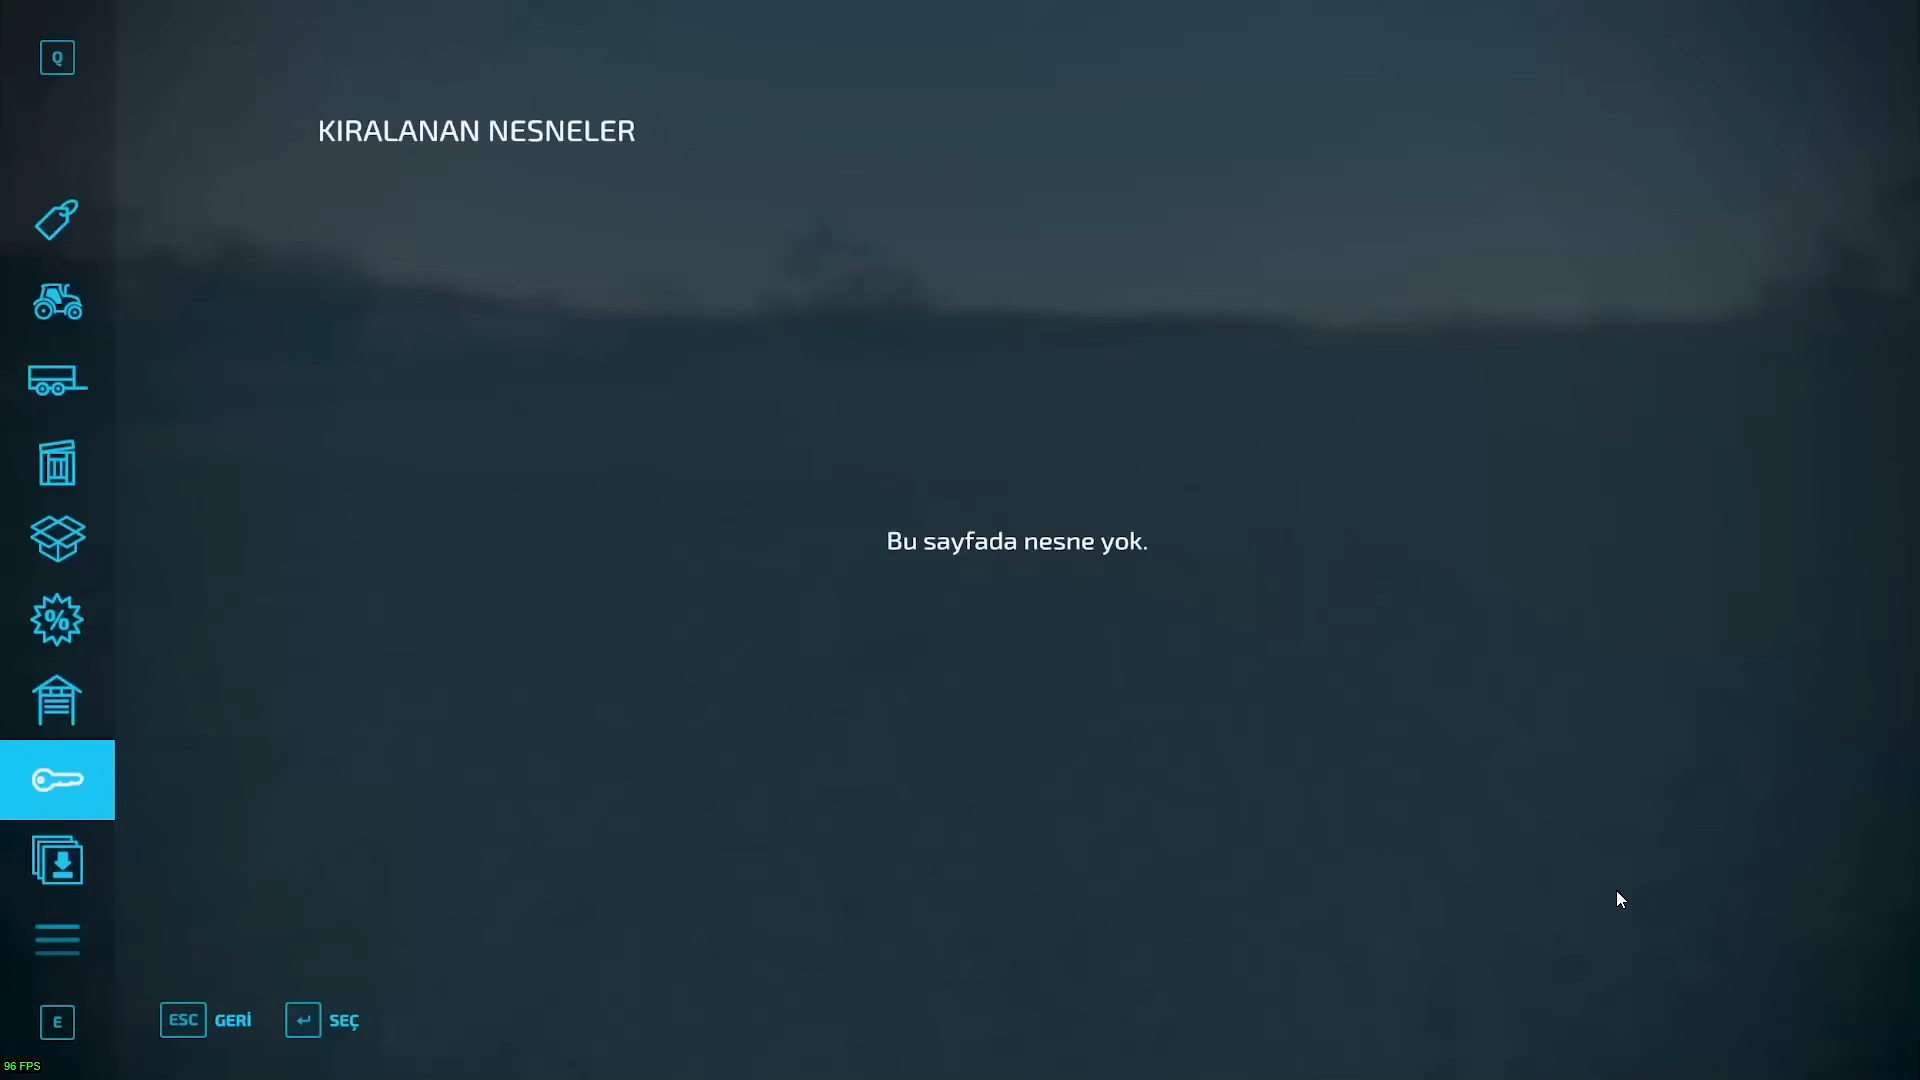 Q
KIRALANAN NESNELER
%
Bu sayfada nesne yok.
ESC GERİ ↵ SEÇ
E
96 FPS